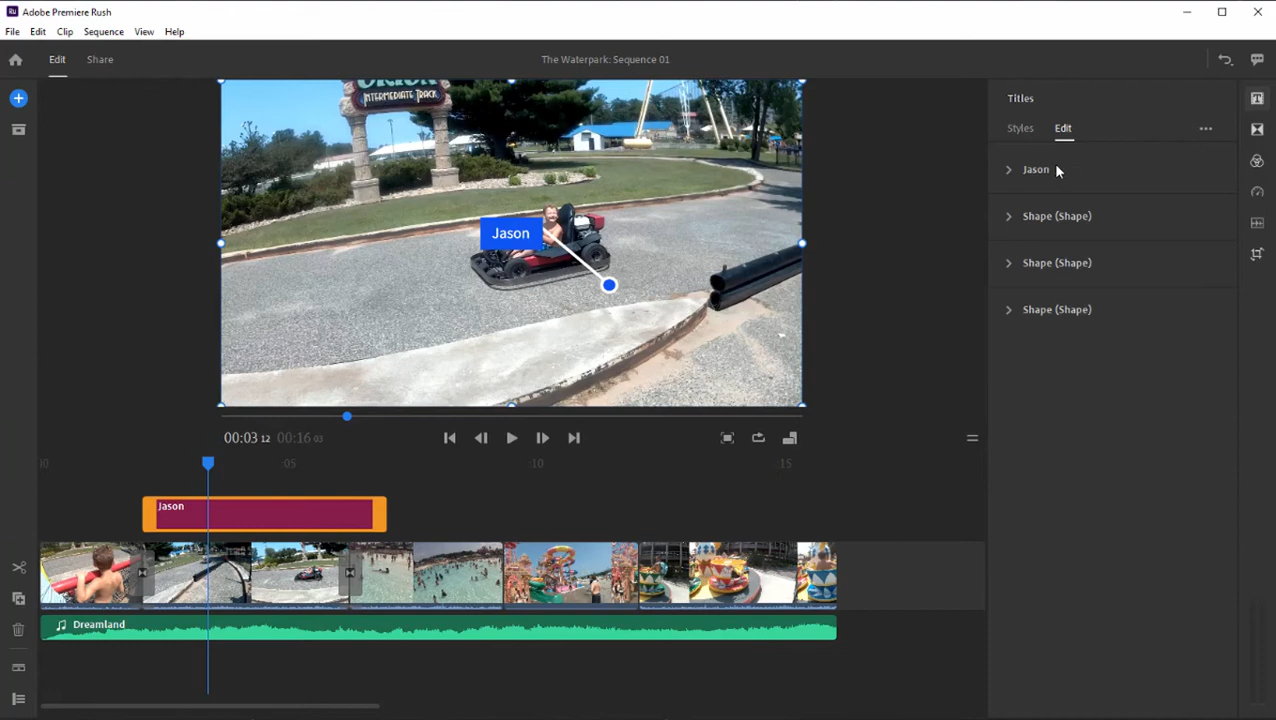 Ru Adobe Premiere Rush
File Edit Clip Sequence View Help
Edit Share The Waterpark: Sequence 01
Titles
Styles Edit
Jason
Shape (Shape)
Shape (Shape)
Shape (Shape)
INTERMEDIATE TRACK
Jason
00:03 12 00:16 03
00 :05 :10 :15
Jason
Dreamland